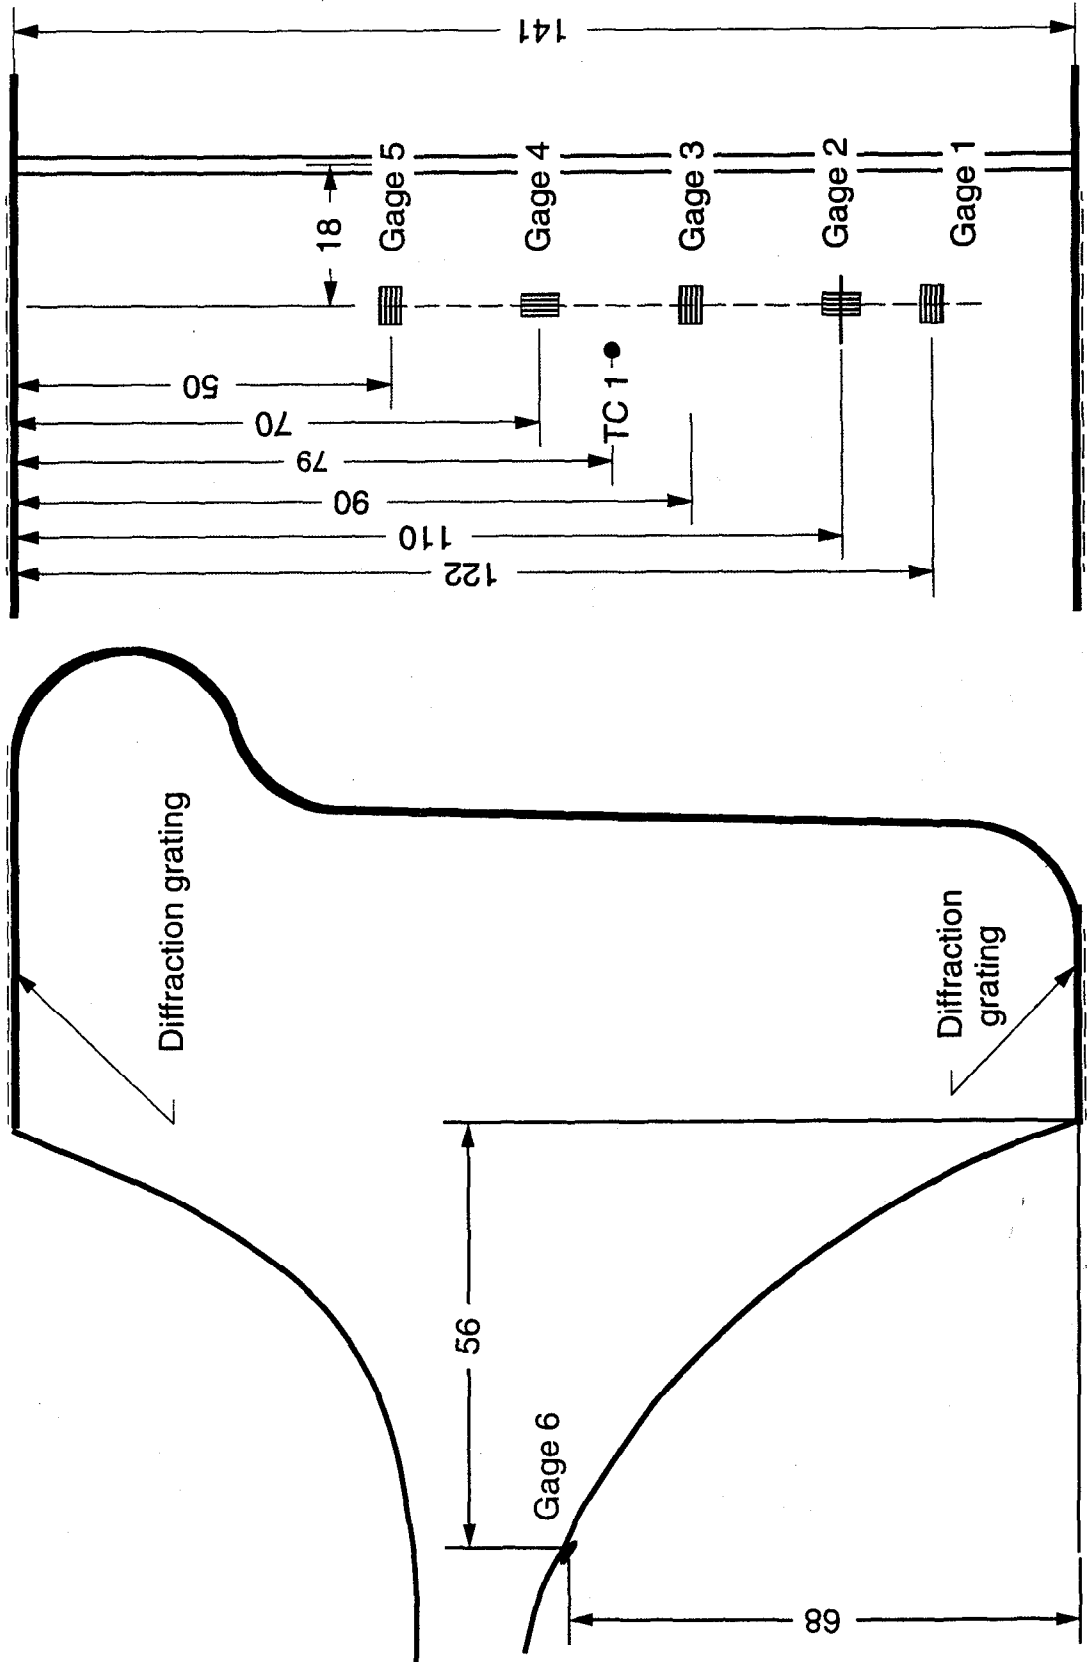 141
18
Gage 5
Gage 4
Gage 3
Gage 2
Gage 1
50
70
TC 1
79
90
110
122
Diffraction grating
Diffraction
grating
56
Gage 6
68